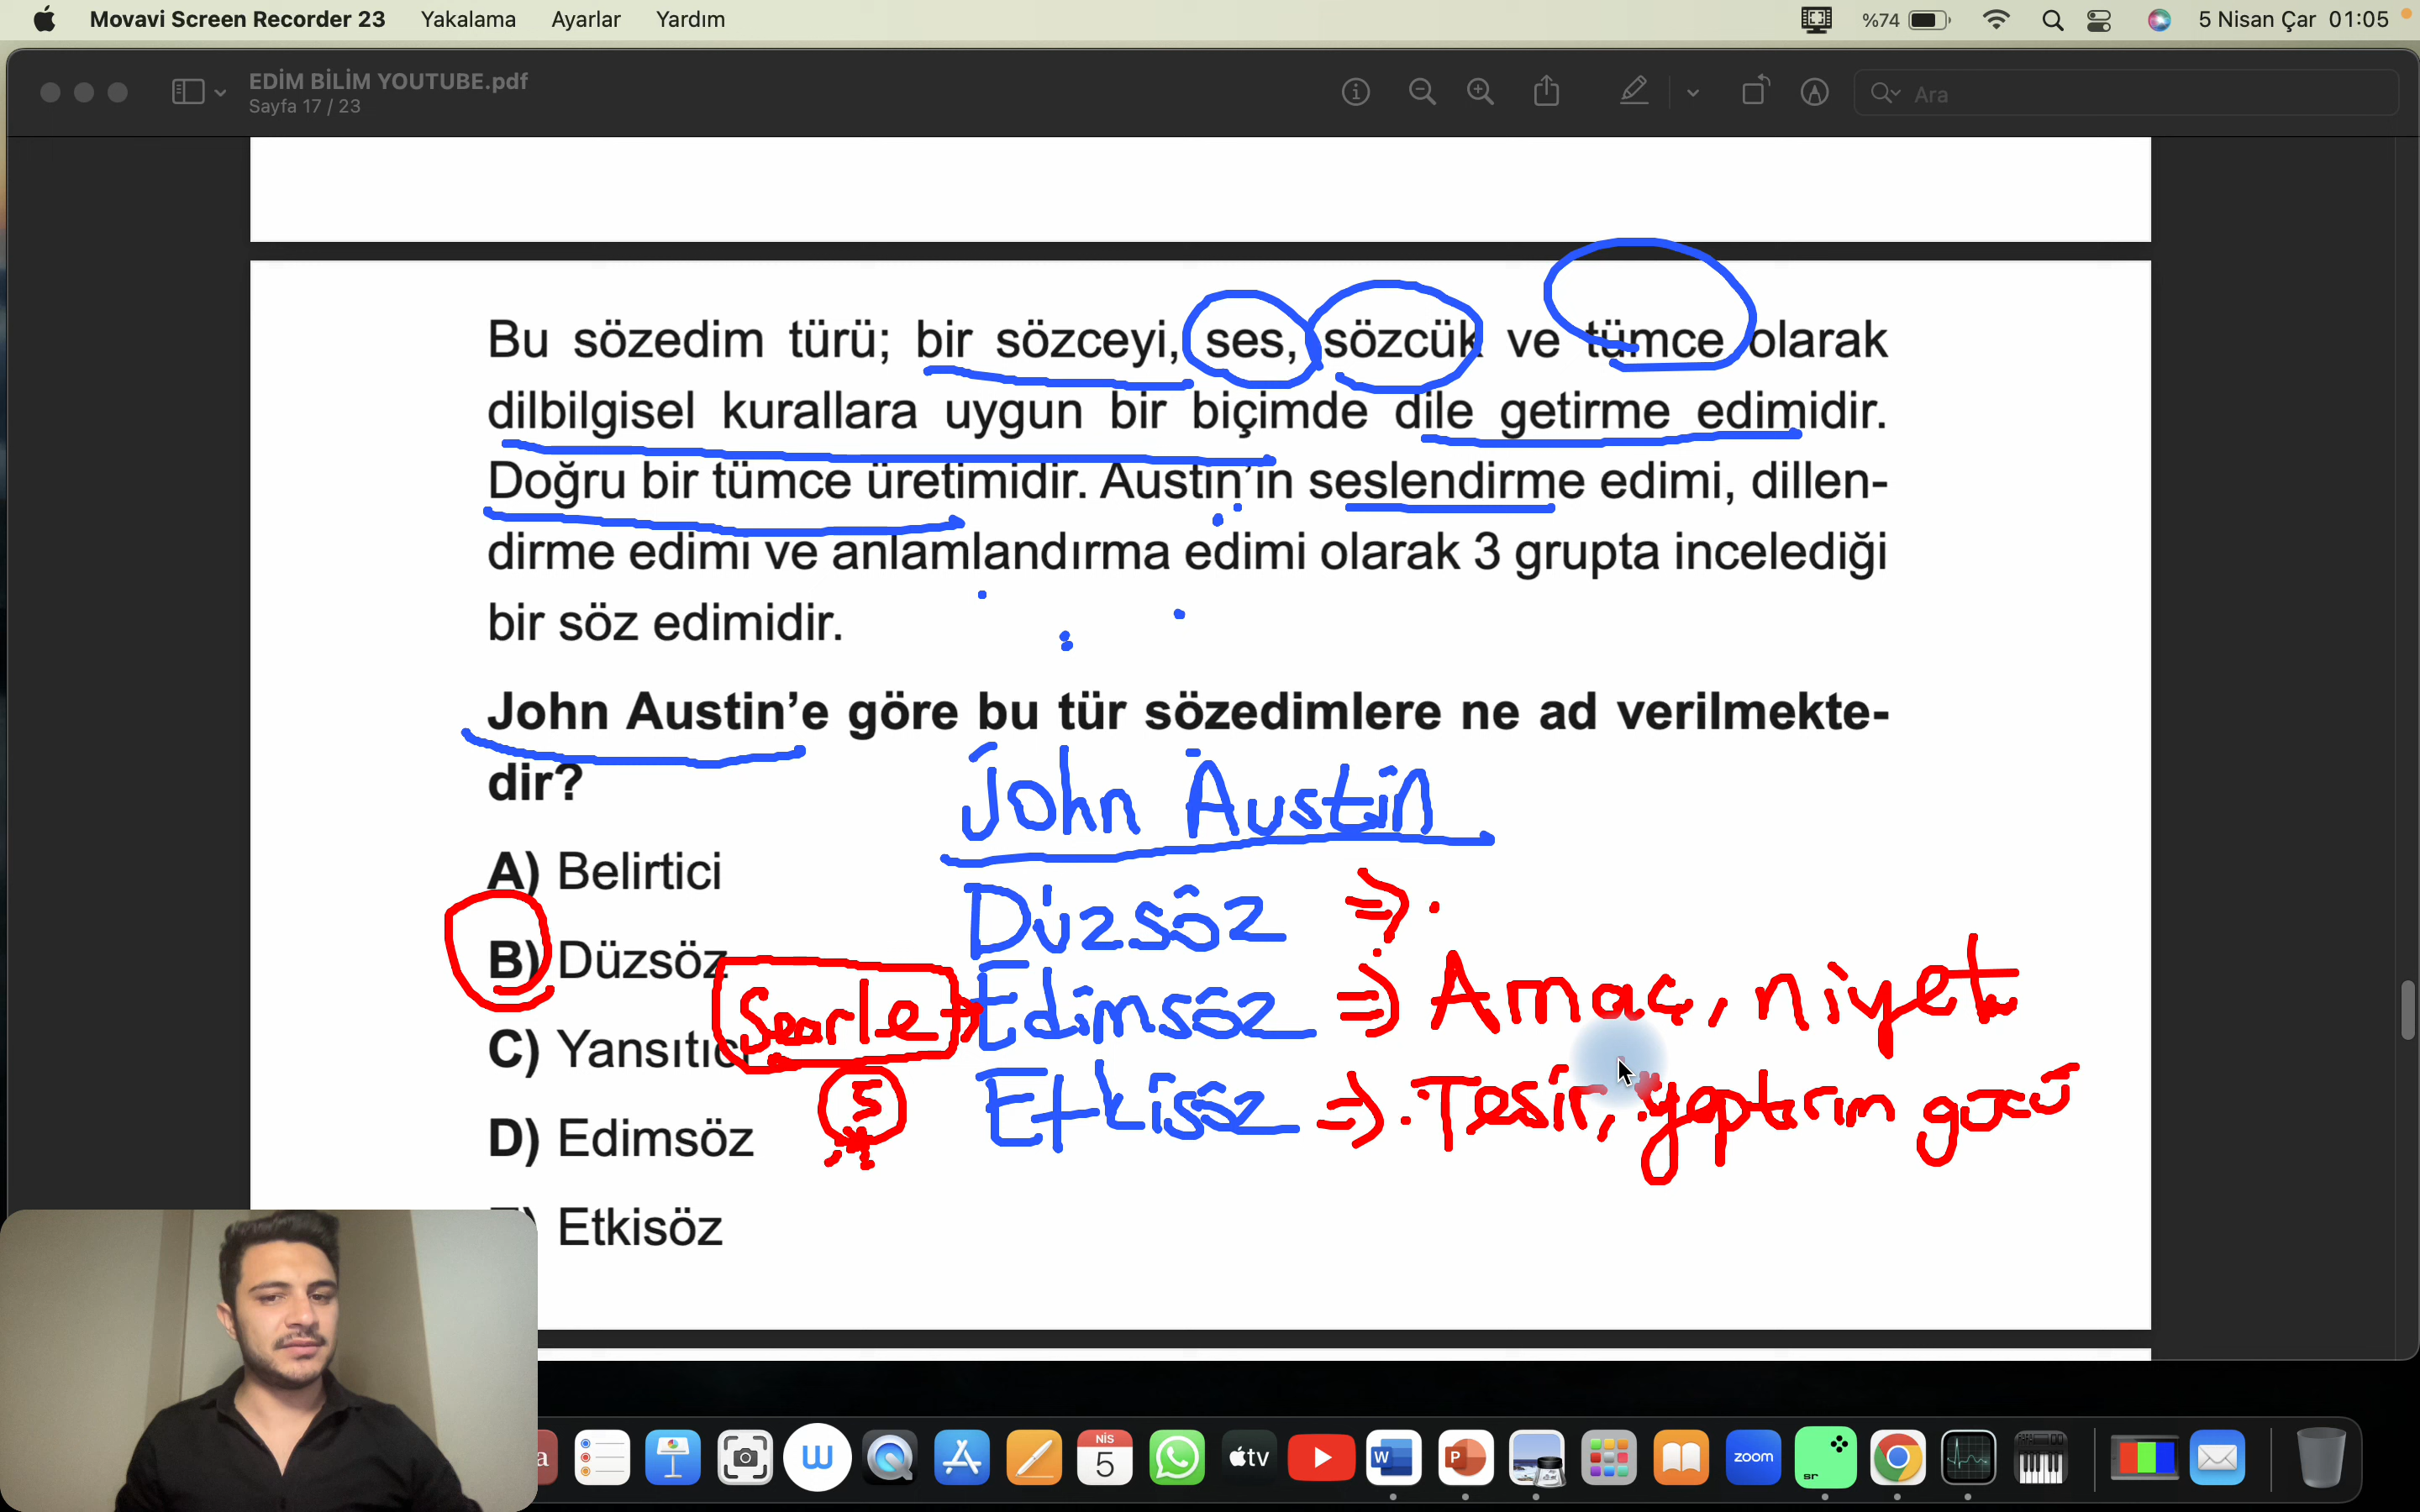 Movavi Screen Recorder 23 Yakalama Ayarlar Yardım %74 5 Nisan Çar 01:05
EDİM BİLİM YOUTUBE.pdf
Sayfa 17 / 23
Ara
Bu sözedim türü; bir sözceyi, ses, sözcük ve tümce olarak
dilbilgisel kurallara uygun bir biçimde dile getirme edimidir.
Doğru bir tümce üretimidir. Austin’in seslendirme edimi, dillen-
dirme edimi ve anlamlandırma edimi olarak 3 grupta incelediği
bir söz edimidir.
John Austin’e göre bu tür sözedimlere ne ad verilmekte-
dir?
John Austin
A) Belirtici
Düzsöz ⇒
B) Düzsöz
Searle → Edimsöz ⇒ Amaç, niyet
C) Yansıtıcı
5
Etkisöz ⇒ Tesir, yaptırım gücü
D) Edimsöz
Etkisöz
a
w
NİS
5
tv
W
P
zoom
sr